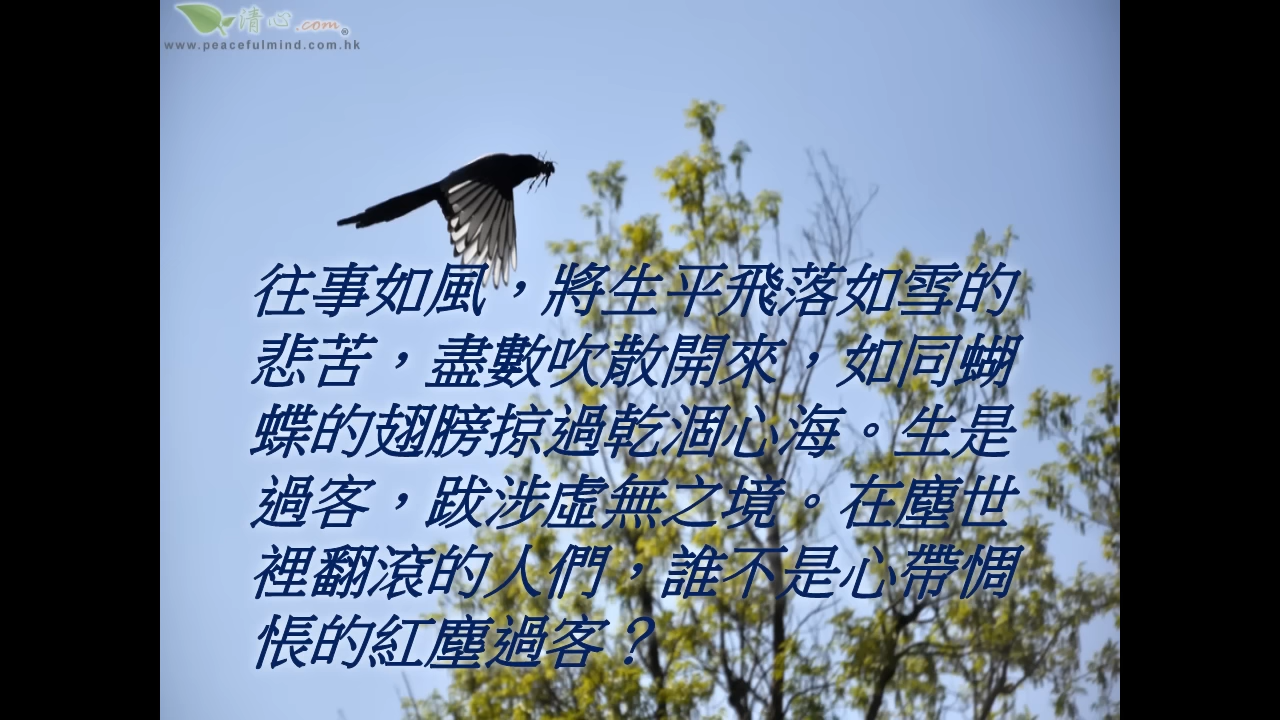 清心.com®
www.peacefulmind.com.hk
往事如風，將生平飛落如雪的
悲苦，盡數吹散開來，如同蝴
蝶的翅膀掠過乾涸心海。生是
過客，跋涉虛無之境。在塵世
裡翻滾的人們，誰不是心帶惆
悵的紅塵過客？